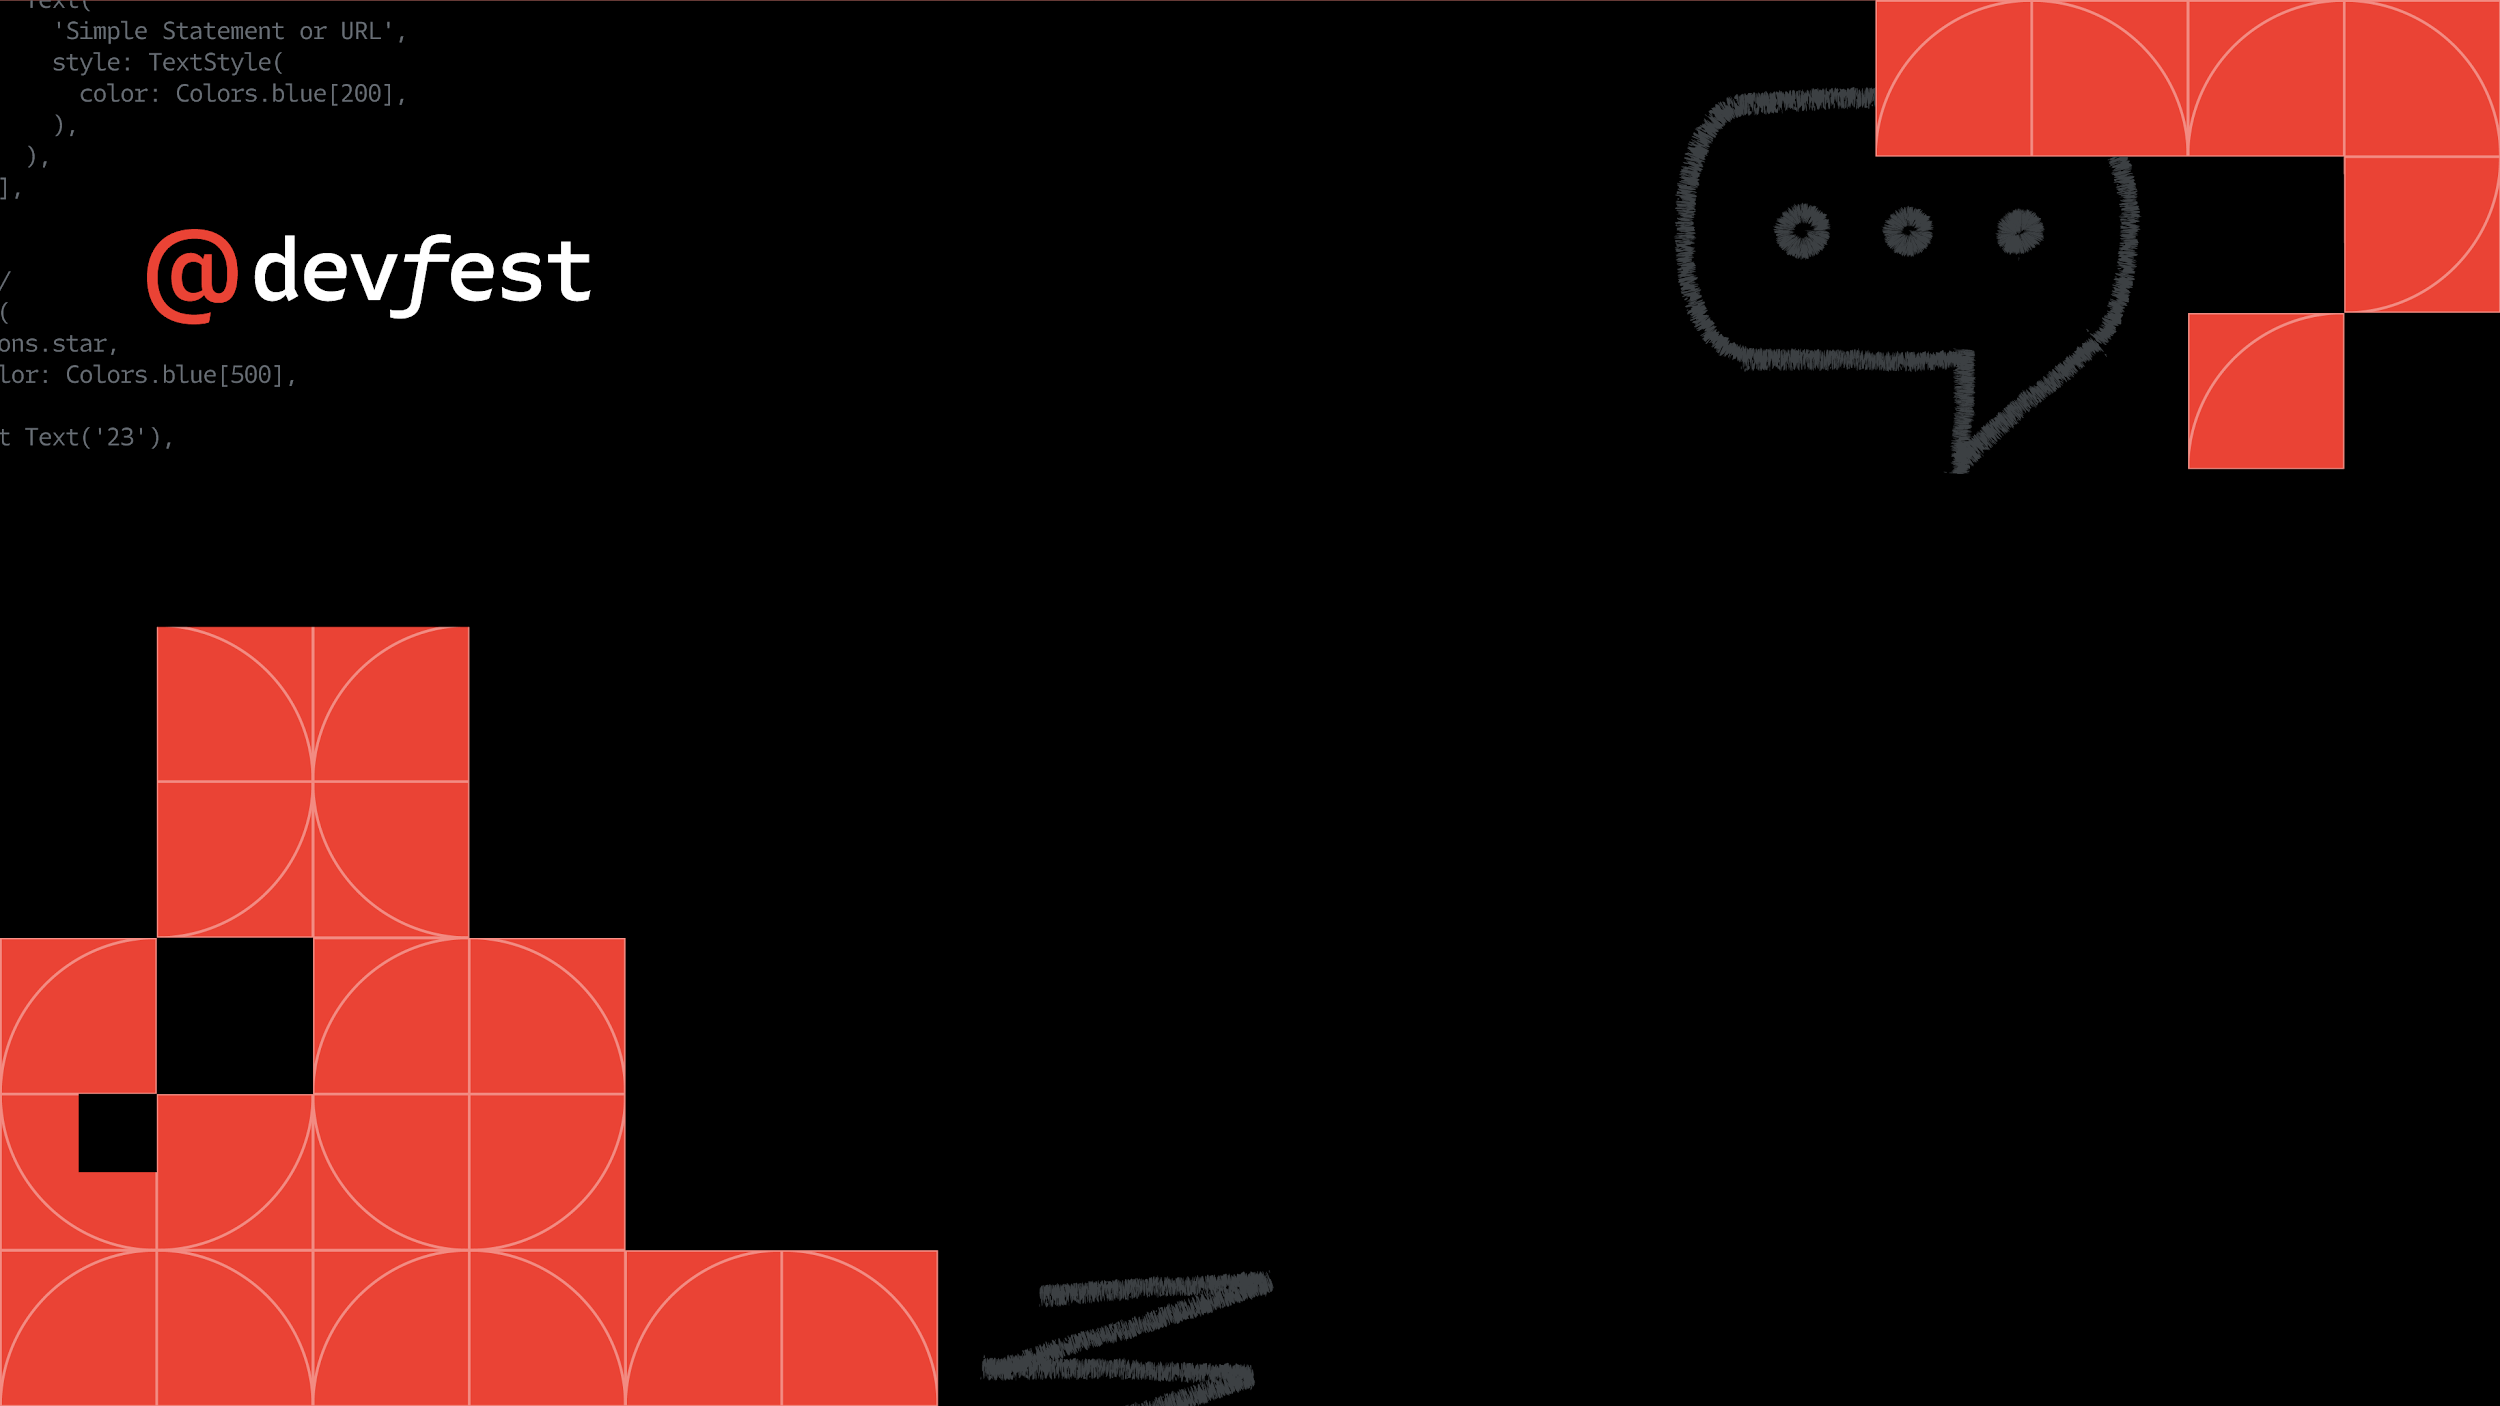 Text(
'Simple Statement or URL',
style: TextStyle(
color: Colors.blue[200],
),
),
],
@devfest
/
(
ons.star,
lor: Colors.blue[500],
t Text('23'),